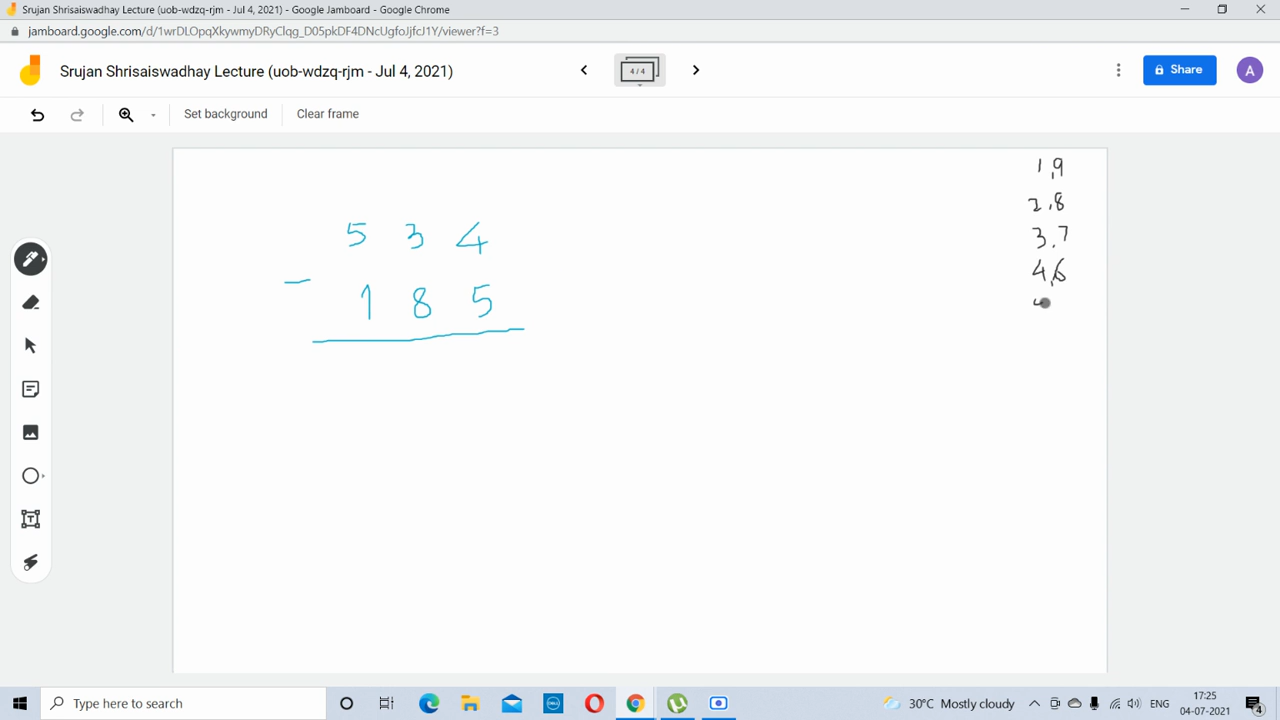 Srujan Shrisaiswadhay Lecture (uob-wdzq-rjm - Jul 4, 2021) - Google Jamboard - Google Chrome
jamboard.google.com/d/1wrDLOpqXkywmyDRyClqg_D05pkDF4DNcUgfoJjfcJ1Y/viewer?f=3
Srujan Shrisaiswadhay Lecture (uob-wdzq-rjm - Jul 4, 2021)
4 / 4
Share
A
Set background
Clear frame
1,9
2,8
3,7
4,6
5 3 4
- 1 8 5
Type here to search
DELL
30°C Mostly cloudy
ENG
17:25
04-07-2021
4